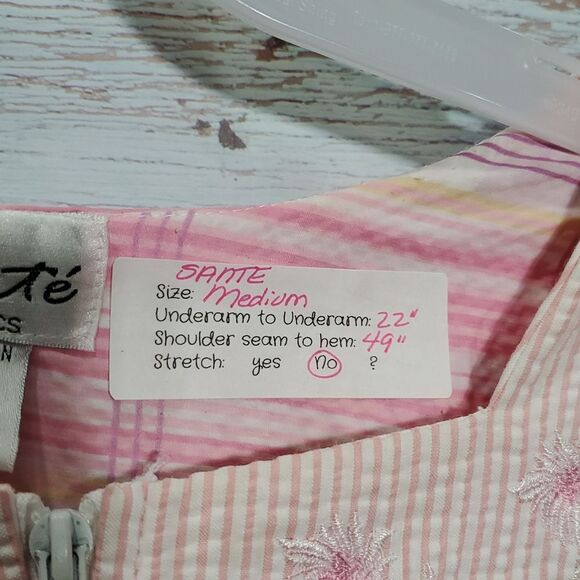 té
CS
N
SANTE
Size: Medium
Underarm to Underarm: 22"
Shoulder seam to hem: 49"
Stretch: yes No ?